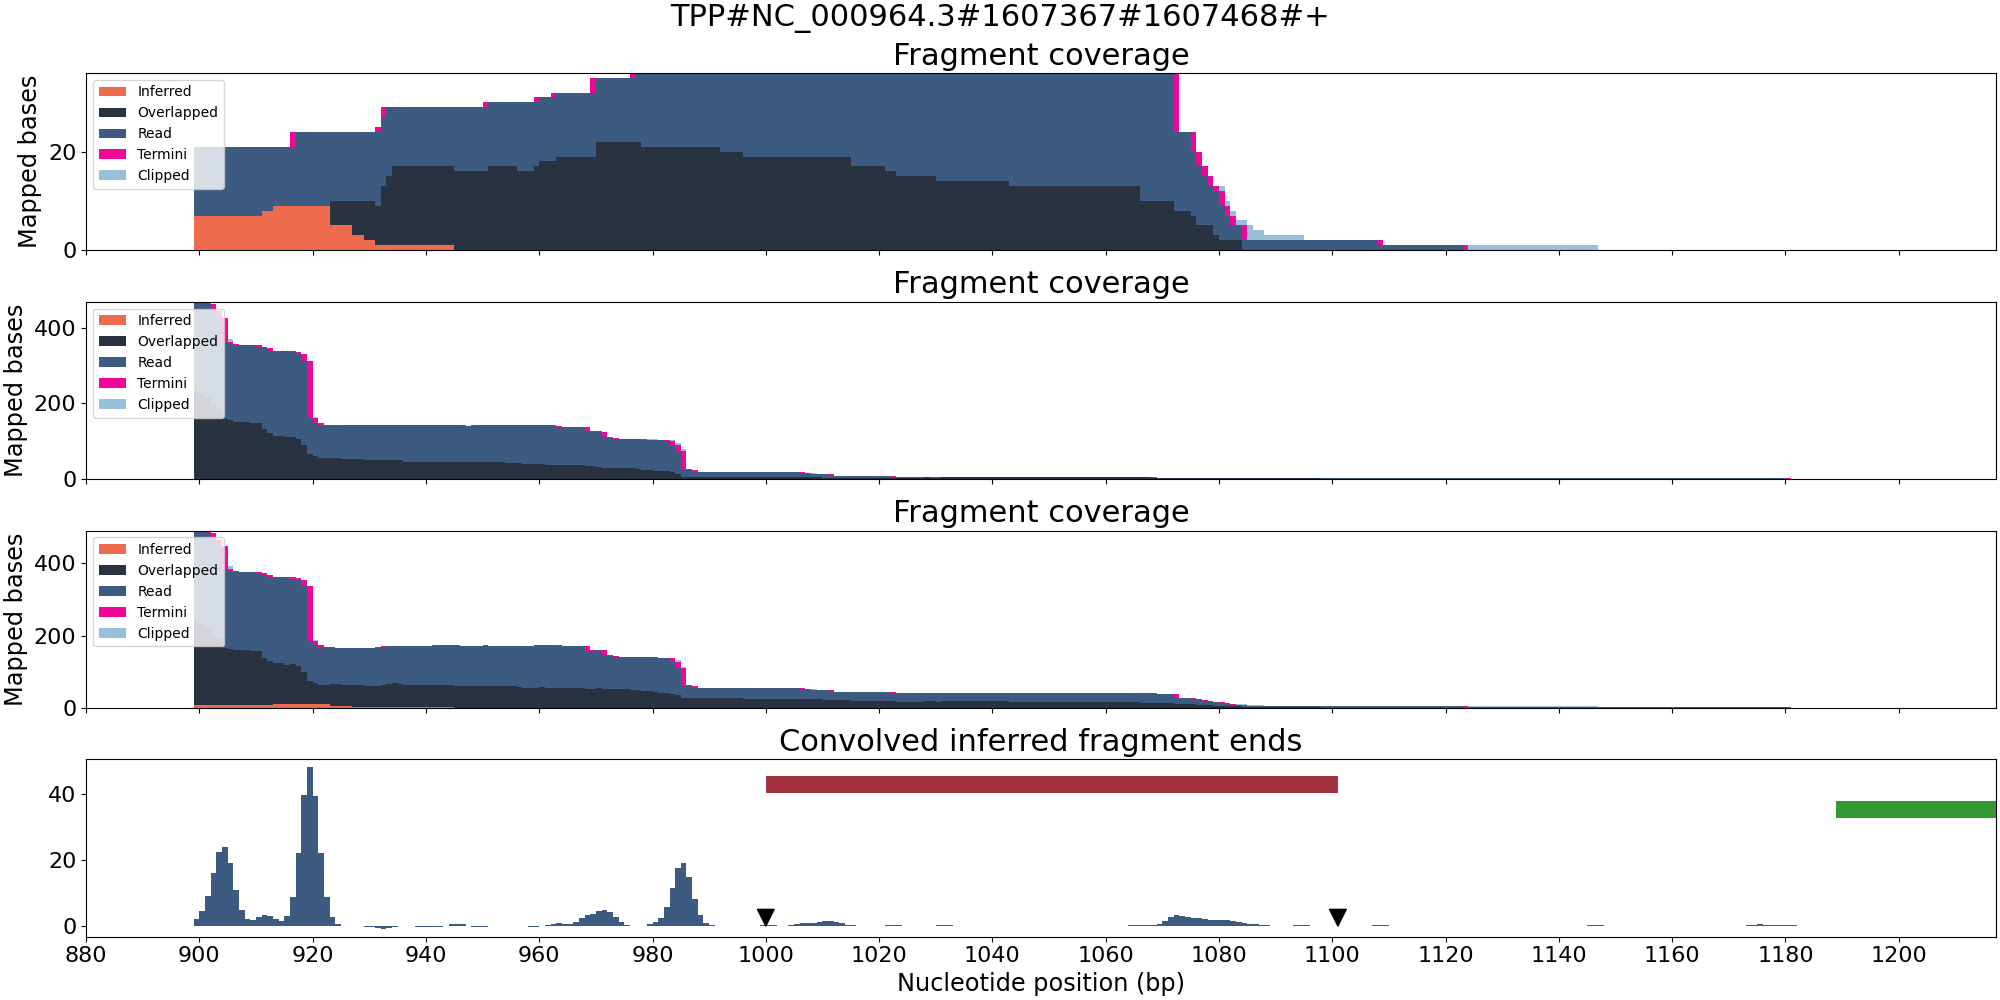 TPP#NC_000964.3#1607367#1607468#+
Fragment coverage
Mapped bases
20
0
Inferred
Overlapped
Read
Termini
Clipped
Fragment coverage
Mapped bases
400
200
0
Inferred
Overlapped
Read
Termini
Clipped
Fragment coverage
Mapped bases
400
200
0
Inferred
Overlapped
Read
Termini
Clipped
Convolved inferred fragment ends
40
20
0
880 900 920 940 960 980 1000 1020 1040 1060 1080 1100 1120 1140 1160 1180 1200
Nucleotide position (bp)